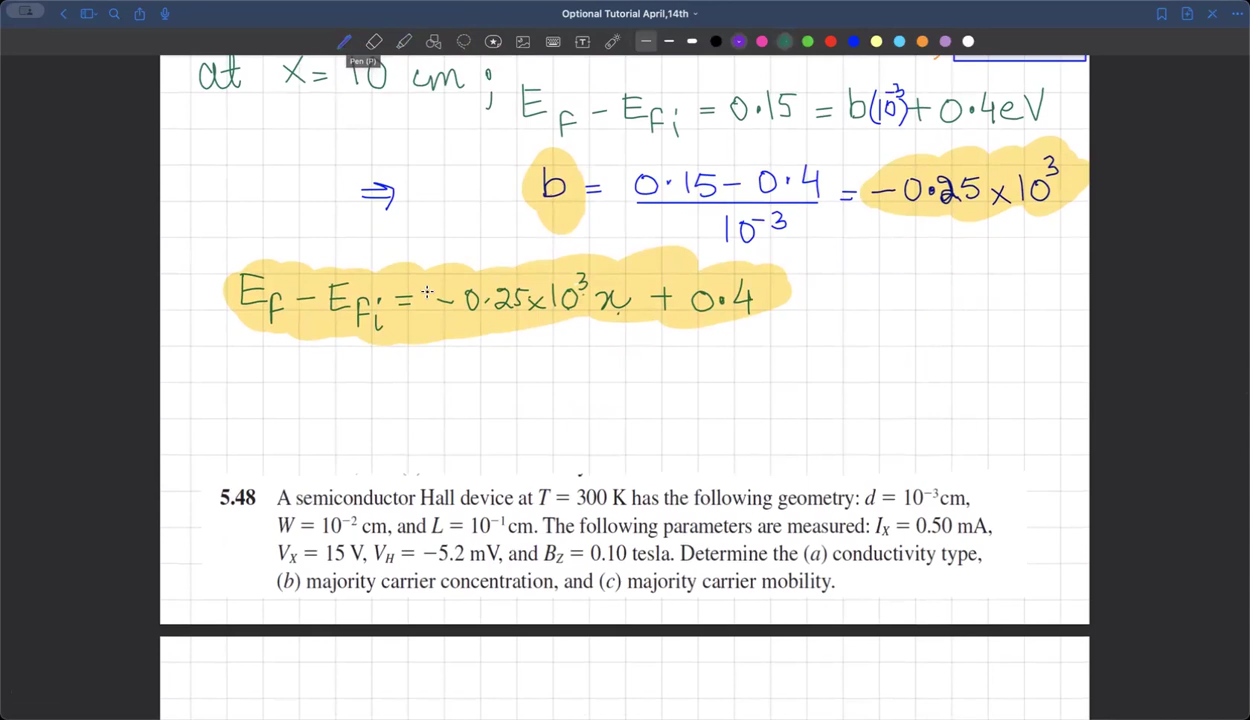 Optional Tutorial April,14th
Pen (P)
at x = 10 cm ;
E_f - E_fi = 0.15 = b(10^-3) + 0.4eV
⇒ b = (0.15 - 0.4)/10^-3 = -0.25 x 10^3
E_f - E_fi = -0.25x10^3 x + 0.4
5.48 A semiconductor Hall device at T = 300 K has the following geometry: d = 10^-3 cm,
W = 10^-2 cm, and L = 10^-1 cm. The following parameters are measured: I_X = 0.50 mA,
V_X = 15 V, V_H = −5.2 mV, and B_Z = 0.10 tesla. Determine the (a) conductivity type,
(b) majority carrier concentration, and (c) majority carrier mobility.